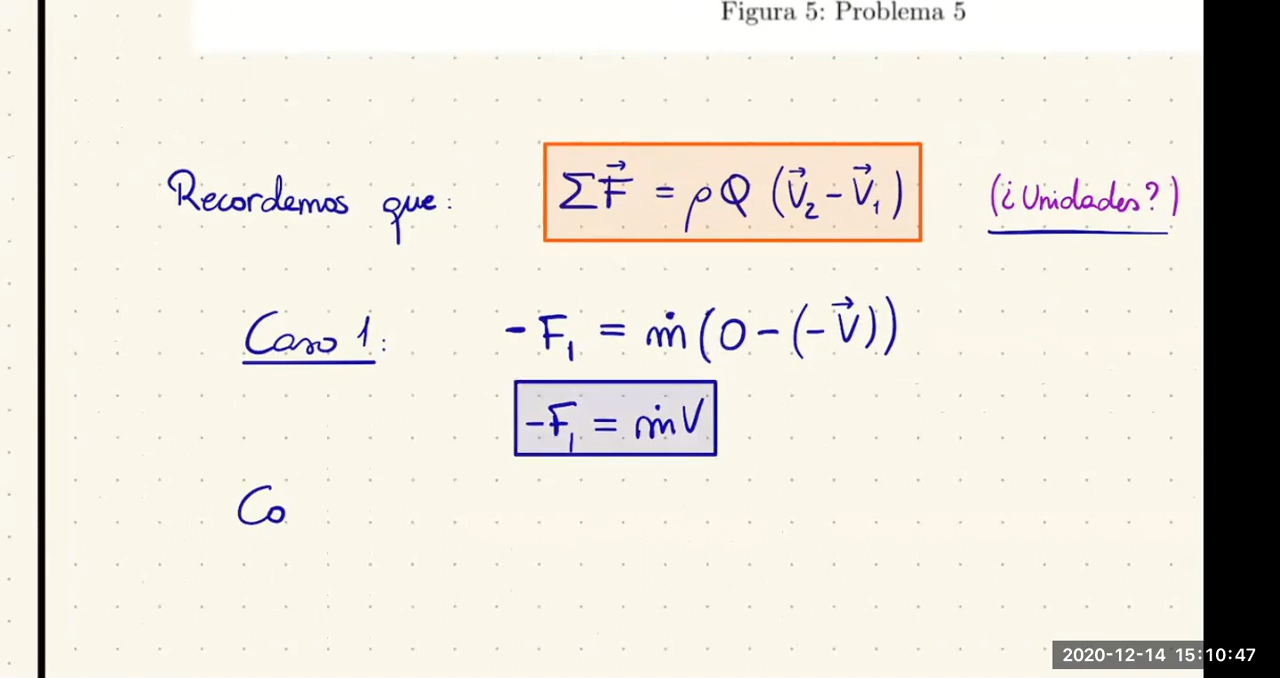 Figura 5: Problema 5
Recordemos que: ΣF⃗ = ρQ (V⃗₂ - V⃗₁) (¿Unidades?)
Caso 1: -F₁ = ṁ(0-(-V⃗))
-F₁ = ṁV
Co
2020-12-14 15:10:47